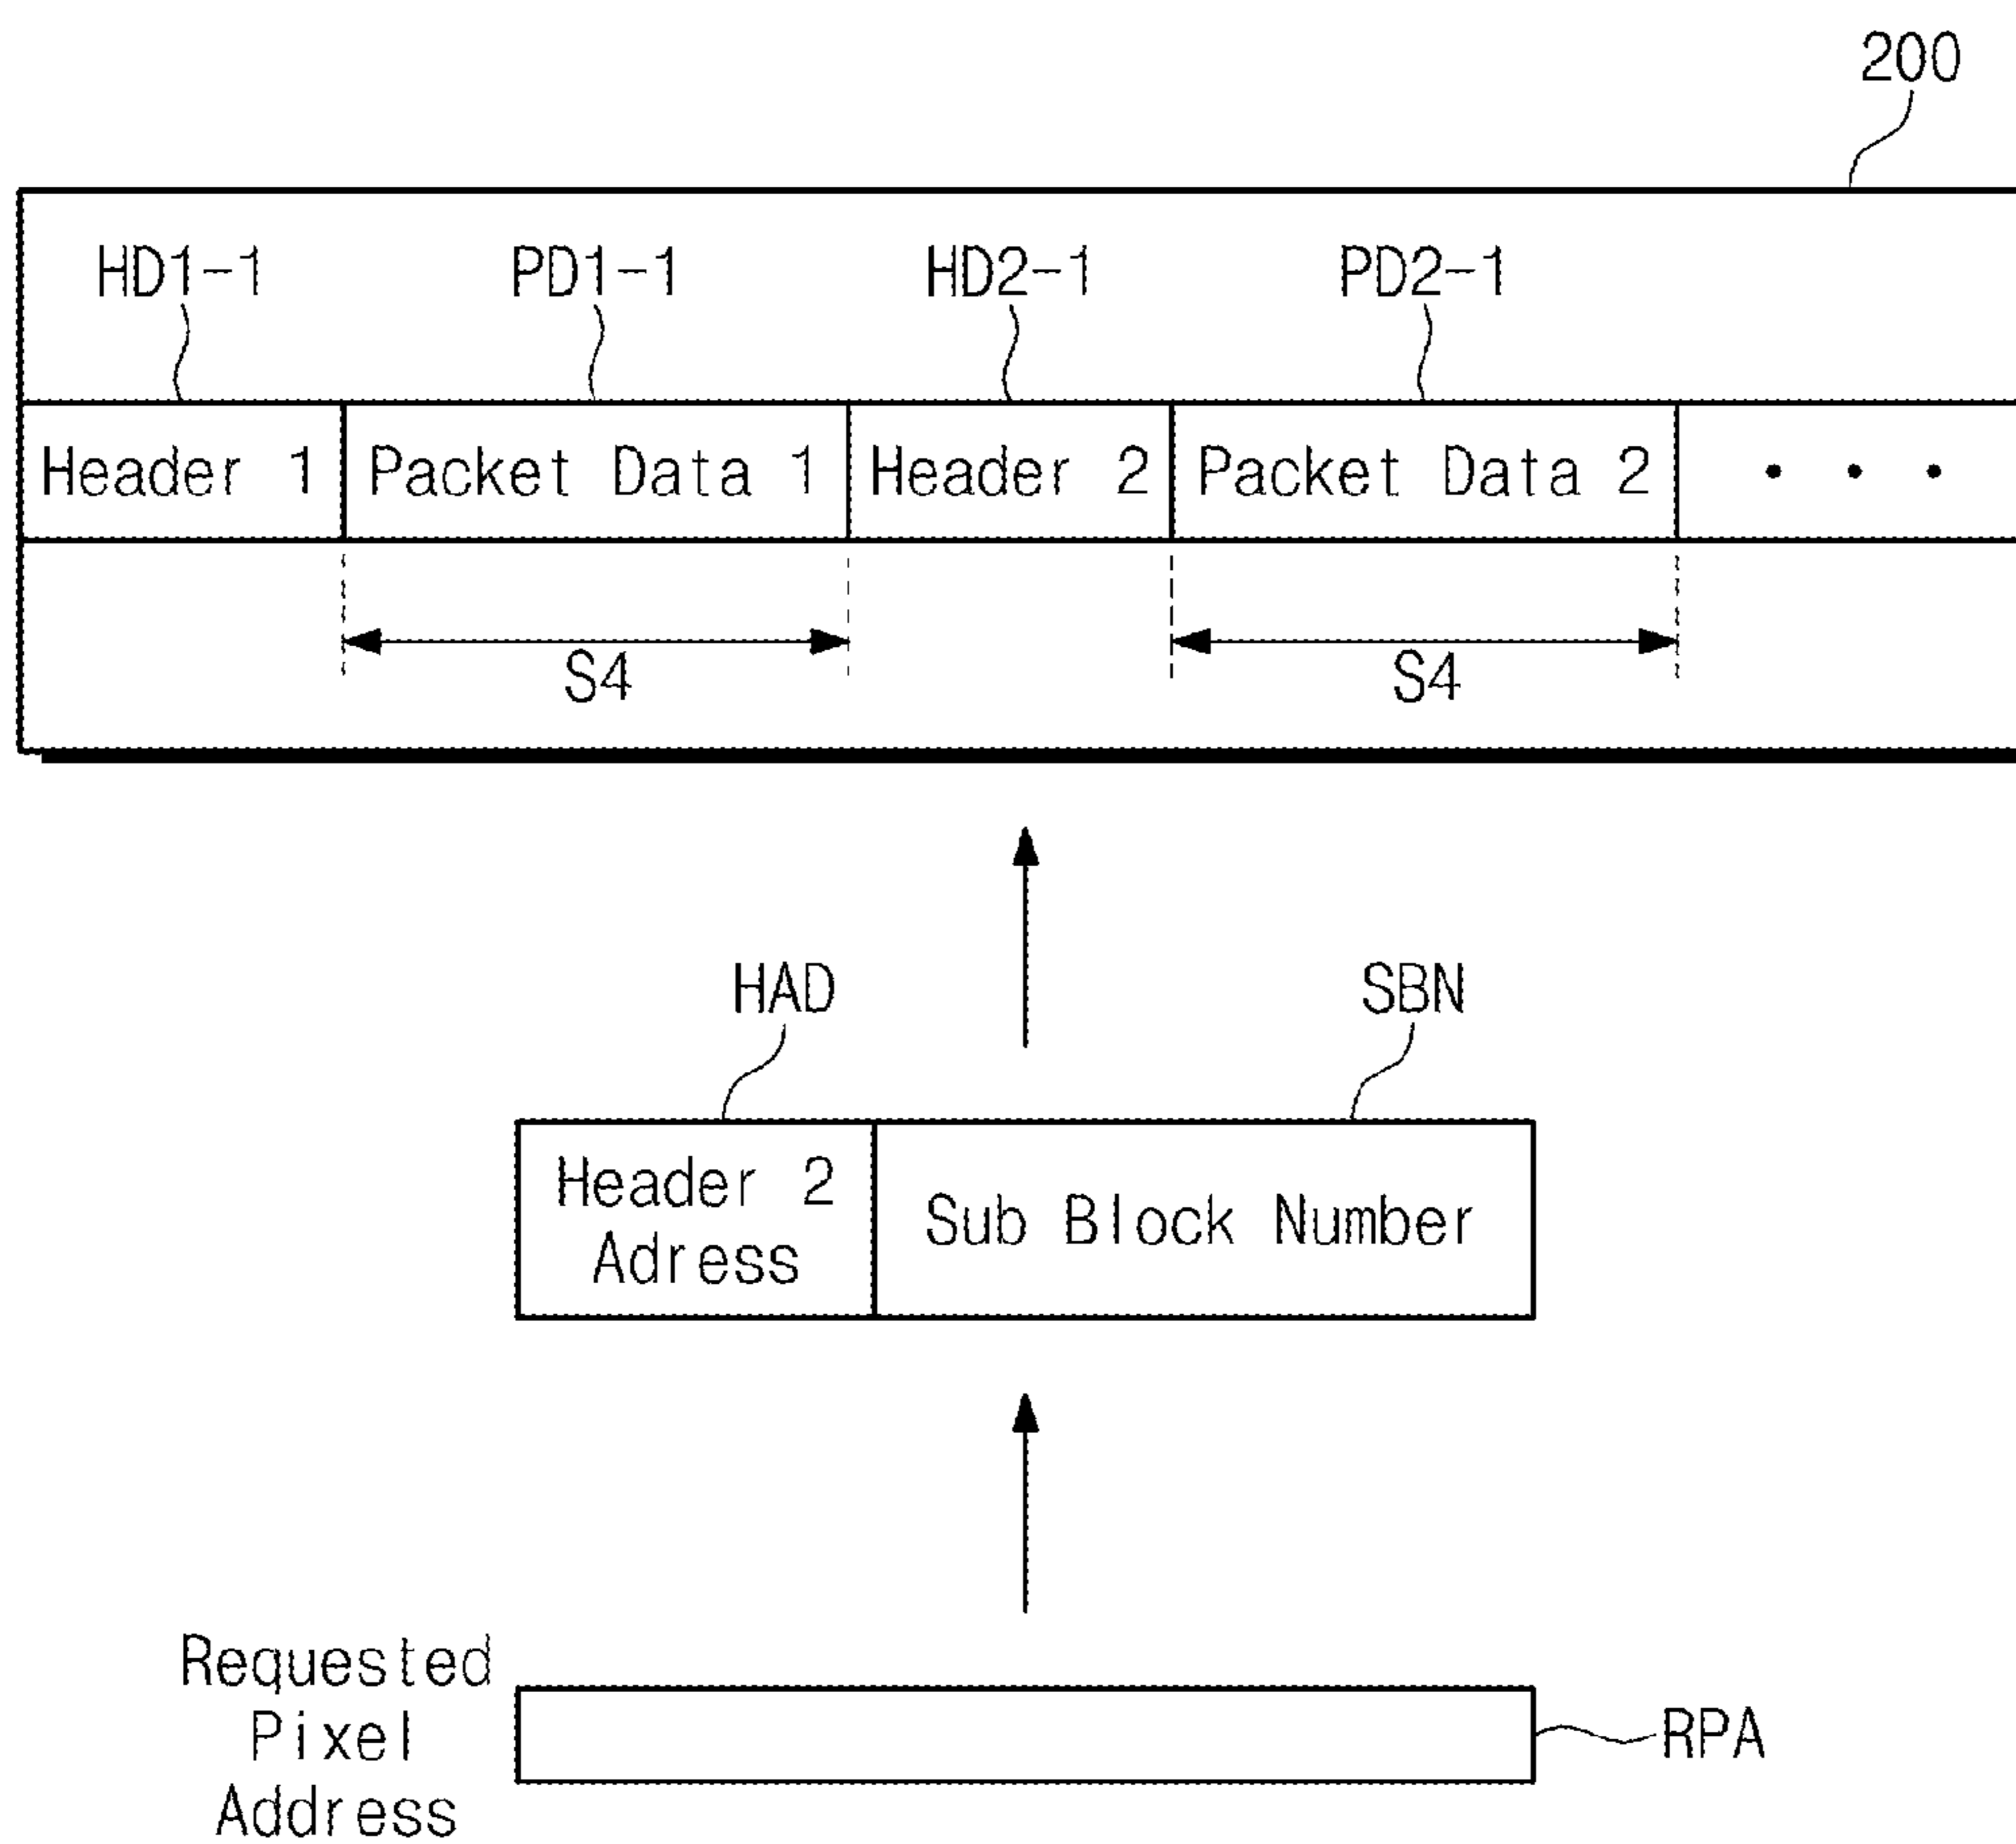 200
HD1-1 PD1-1 HD2-1 PD2-1
Header 1 Packet Data 1 Header 2 Packet Data 2 • • •
S4 S4
HAD SBN
Header 2
Adress
Sub Block Number
Requested
Pixel
Address
RPA